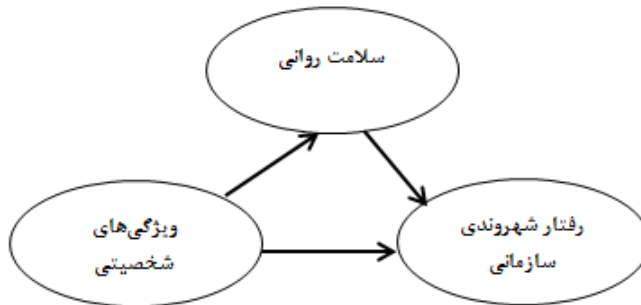 سلامت روانی
ویژگی‌های
شخصیتی
رفتار شهروندی
سازمانی